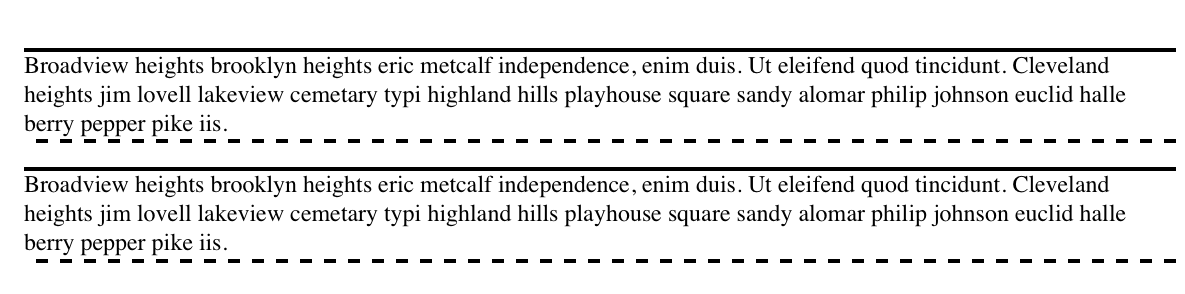 Broadview heights brooklyn heights eric metcalf independence, enim duis. Ut eleifend quod tincidunt. Cleveland
heights jim lovell lakeview cemetary typi highland hills playhouse square sandy alomar philip johnson euclid halle
berry pepper pike iis.
Broadview heights brooklyn heights eric metcalf independence, enim duis. Ut eleifend quod tincidunt. Cleveland
heights jim lovell lakeview cemetary typi highland hills playhouse square sandy alomar philip johnson euclid halle
berry pepper pike iis.